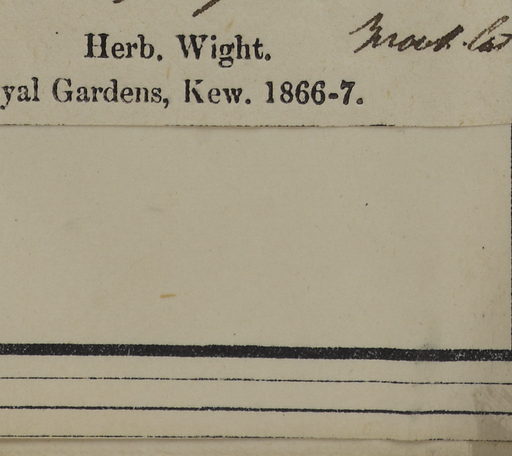 Herb. Wight.
yal Gardens, Kew. 1866-7.